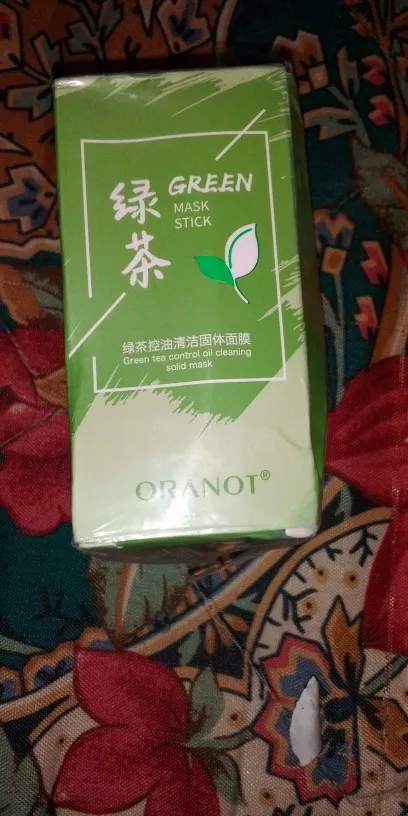 绿茶
GREEN
MASK
STICK
绿茶控油清洁固体面膜
Green tea control oil cleaning
solid mask
ORANOT®